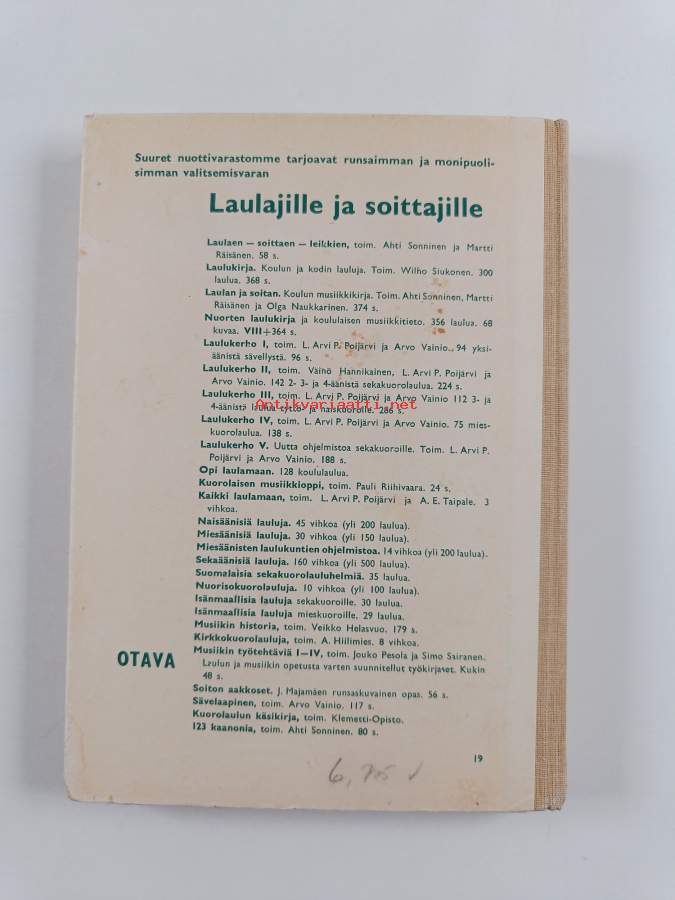 Suuret nuottivarastomme tarjoavat runsaimman ja monipuoli-
simman valitsemisvaran
Laulajille ja soittajille
Laulaen — soittaen — leikkien, toim. Ahti Sonninen ja Martti
Räisänen. 58 s.
Laulukirja. Koulun ja kodin lauluja. Toim. Wilho Siukonen. 300
laulua. 368 s.
Laulan ja soitan. Koulun musiikkikirja. Toim. Ahti Sonninen, Martti
Räisänen ja Olga Naukkarinen. 374 s.
Nuorten laulukirja ja koululaisen musiikkitieto. 356 laulua. 68
kuvaa. VIII+364 s.
Laulukerho I, toim. L. Arvi P. Poijärvi ja Arvo Vainio. 94 yksi-
äänistä sävellystä. 96 s.
Laulukerho II, toim. Väinö Hannikainen, L. Arvi P. Poijärvi ja
Arvo Vainio. 142 2- 3- ja 4-äänistä sekakuorolaulua. 224 s.
Laulukerho III, toim. L. Arvi P. Poijärvi ja Arvo Vainio 112 3- ja
4-äänistä laulua tyttö- ja naiskuoroille. 286 s.
Antikvariaatti.net
Laulukerho IV, toim. L. Arvi P. Poijärvi ja Arvo Vainio. 75 mies-
kuorolaulua. 138 s.
Laulukerho V. Uutta ohjelmistoa sekakuoroille. Toim. L. Arvi P.
Poijärvi ja Arvo Vainio. 188 s.
Opi laulamaan. 128 koululaulua.
Kuorolaisen musiikkioppi, toim. Pauli Riihivaara. 24 s.
Kaikki laulamaan, toim. L. Arvi P. Poijärvi ja A. E. Taipale. 3
vihkoa.
Naisäänisiä lauluja. 45 vihkoa (yli 200 laulua).
Miesäänisiä lauluja. 30 vihkoa (yli 150 laulua).
Miesäänisten laulukuntien ohjelmistoa. 14 vihkoa (yli 200 laulua).
Sekaäänisiä lauluja. 160 vihkoa (yli 500 laulua).
Suomalaisia sekakuorolauluhelmiä. 35 laulua.
Nuorisokuorolauluja. 10 vihkoa (yli 100 laulua).
Isänmaallisia lauluja sekakuoroille. 30 laulua.
Isänmaallisia lauluja mieskuoroille. 29 laulua.
Musiikin historia, toim. Veikko Helasvuo. 179 s.
Kirkkokuorolauluja, toim. A. Hiilimies. 8 vihkoa.
Musiikin työtehtäviä I—IV, toim. Jouko Pesola ja Simo Sairanen.
Laulun ja musiikin opetusta varten suunnitellut työkirjaset. Kukin
48 s.
OTAVA
Soiton aakkoset. J. Majamäen runsaskuvainen opas. 56 s.
Sävelaapinen, toim. Arvo Vainio. 117 s.
Kuorolaulun käsikirja, toim. Klemetti-Opisto.
123 kaanonia, toim. Ahti Sonninen. 80 s.
19